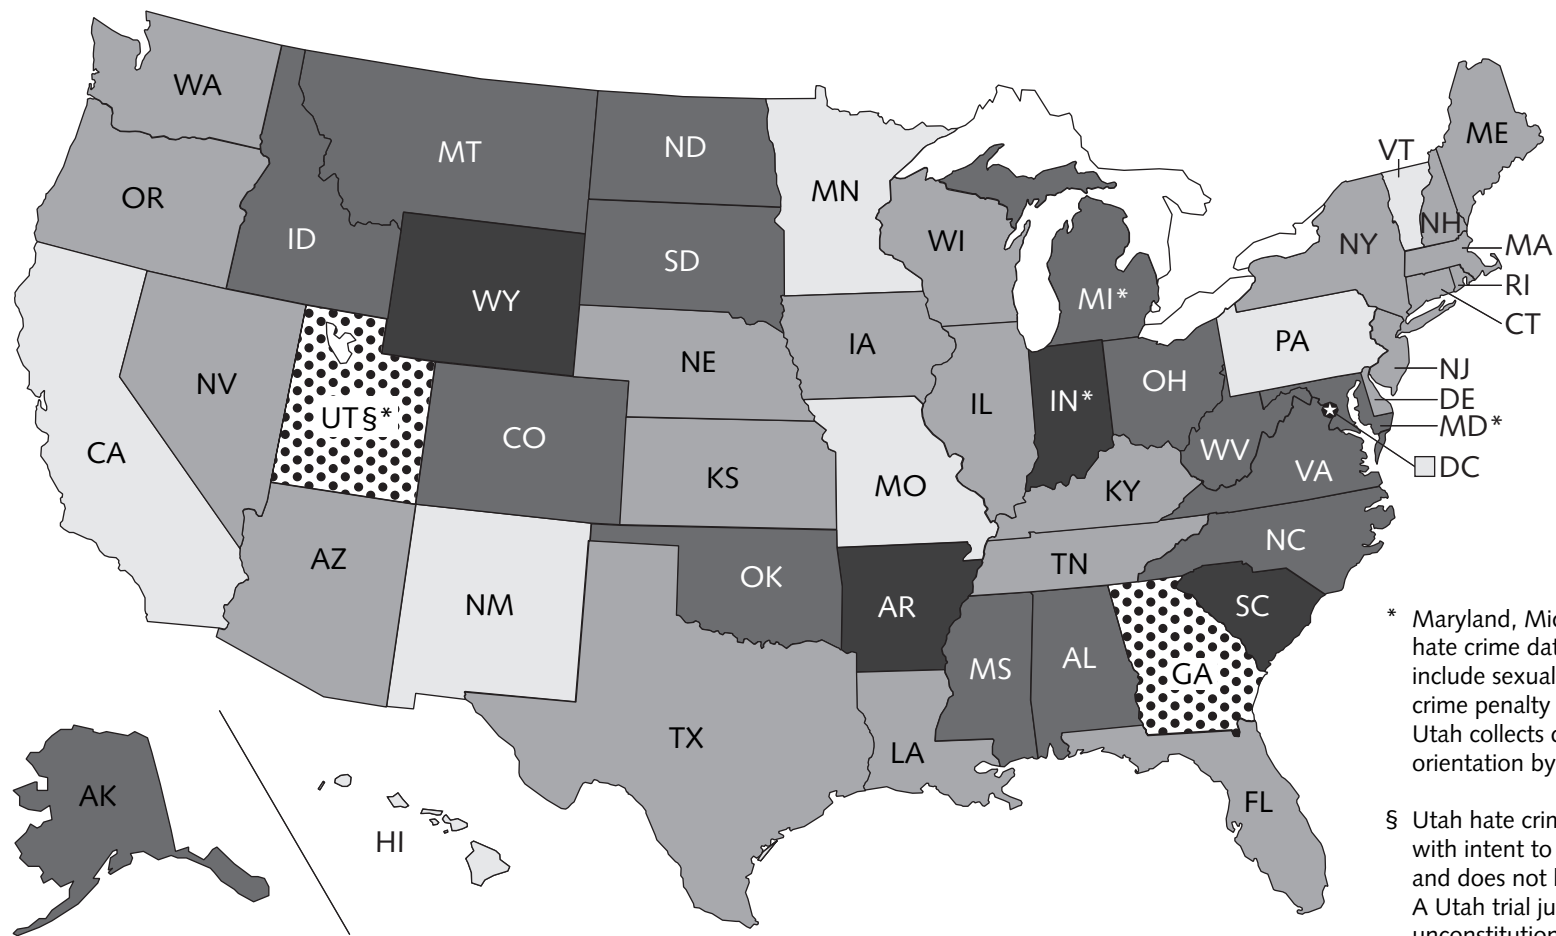 WA
MT
ND
VT
ME
OR
MN
ID
WI
NH
NY
MA
SD
RI
WY
MI*
CT
IA
PA
NE
NV
NJ
OH
IL
IN*
DE
UT§*
MD*
CO
CA
WV
DC
KS
VA
MO
KY
NC
AZ
TN
OK
NM
AR
SC
MS
AL
GA
TX
LA
AK
FL
HI
* Maryland, Mic
hate crime dat
include sexual
crime penalty
Utah collects
orientation by
§ Utah hate crim
with intent to
and does not
A Utah trial ju
unconstitution